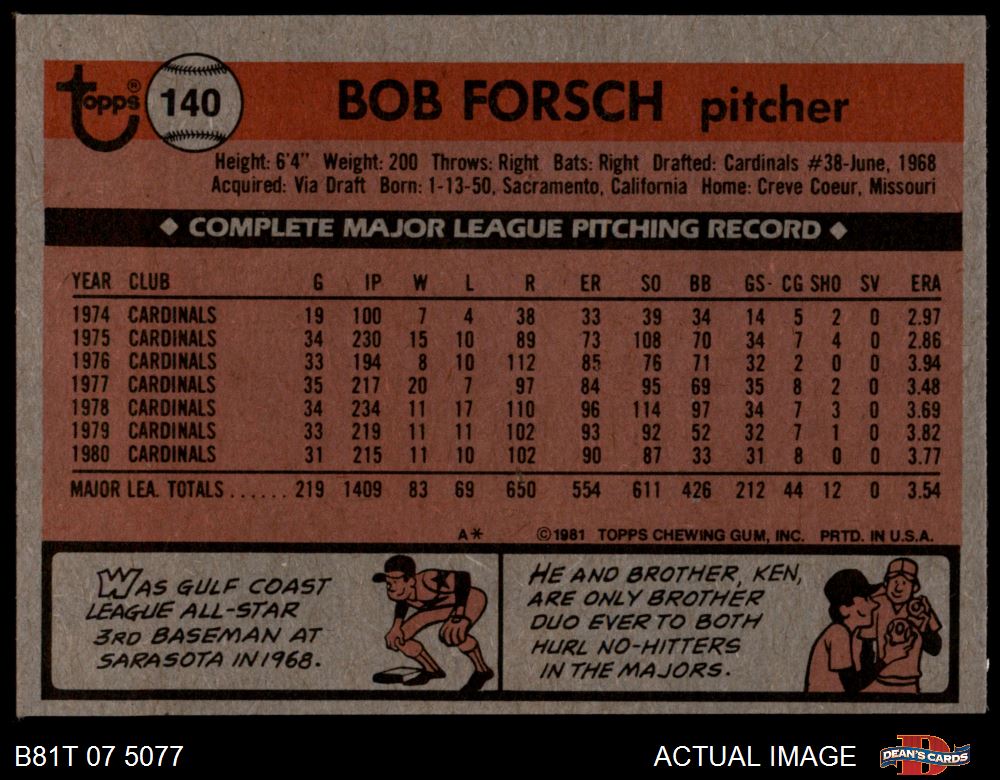 topps® 140 BOB FORSCH pitcher
Height: 6'4" Weight: 200 Throws: Right Bats: Right Drafted: Cardinals #38-June, 1968
Acquired: Via Draft Born: 1-13-50, Sacramento, California Home: Creve Coeur, Missouri
◆ COMPLETE MAJOR LEAGUE PITCHING RECORD ◆
YEAR CLUB G IP W L R ER SO BB GS- CG SHO SV ERA
1974 CARDINALS 19 100 7 4 38 33 39 34 14 5 2 0 2.97
1975 CARDINALS 34 230 15 10 89 73 108 70 34 7 4 0 2.86
1976 CARDINALS 33 194 8 10 112 85 76 71 32 2 0 0 3.94
1977 CARDINALS 35 217 20 7 97 84 95 69 35 8 2 0 3.48
1978 CARDINALS 34 234 11 17 110 96 114 97 34 7 3 0 3.69
1979 CARDINALS 33 219 11 11 102 93 92 52 32 7 1 0 3.82
1980 CARDINALS 31 215 11 10 102 90 87 33 31 8 0 0 3.77
MAJOR LEA. TOTALS...... 219 1409 83 69 650 554 611 426 212 44 12 0 3.54
A* ©1981 TOPPS CHEWING GUM, INC. PRTD. IN U.S.A.
WAS GULF COAST
LEAGUE ALL-STAR
3RD BASEMAN AT
SARASOTA IN 1968.
HE AND BROTHER, KEN,
ARE ONLY BROTHER
DUO EVER TO BOTH
HURL NO-HITTERS
IN THE MAJORS.
B81T 07 5077 ACTUAL IMAGE DEAN'S CARDS